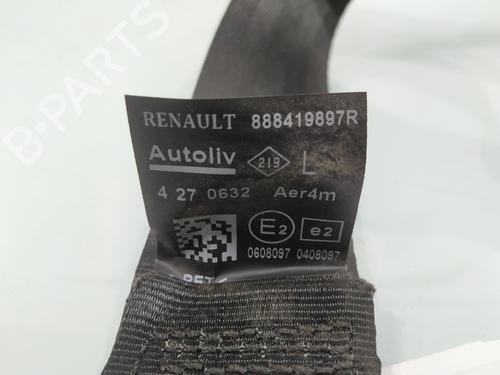 B-PARTS
RENAULT 888419897R
Autoliv 219 L
4 27 0632 Aer4m
E2 e2
0608097 0408097